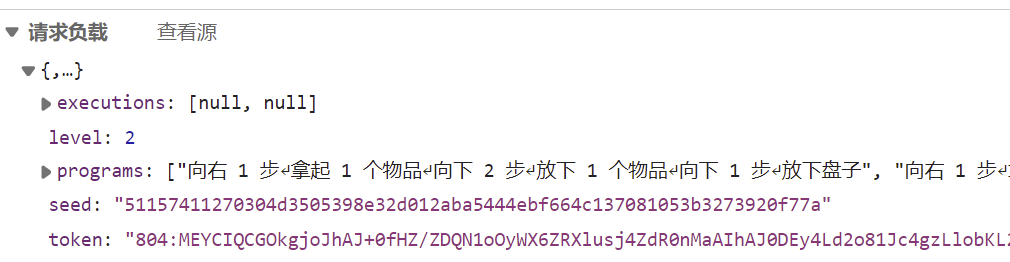 请求负载 查看源
{,…}
executions: [null, null]
level: 2
programs: ["向右 1 步↵拿起 1 个物品↵向下 2 步↵放下 1 个物品↵向下 1 步↵放下盘子", "向右 1 步↵
seed: "51157411270304d3505398e32d012aba5444ebf664c137081053b3273920f77a"
token: "804:MEYCIQCGOkgjoJhAJ+0fHZ/ZDQN1oOyWX6ZRXlusj4ZdR0nMaAIhAJ0DEy4Ld2o81Jc4gzLlobKL